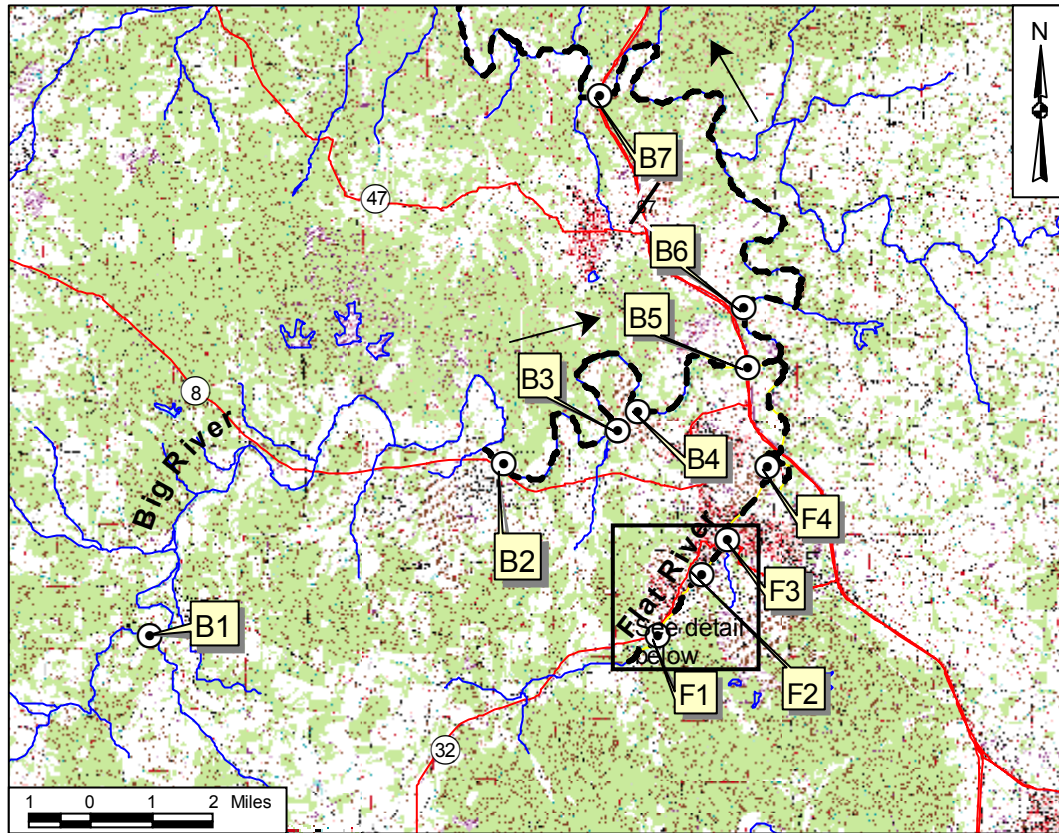 N
B7
47
67
B6
B5
B3
8
Big River
B4
F4
B2
Flat River
F3
B1
See detail
below
F1
F2
32
1 0 1 2 Miles